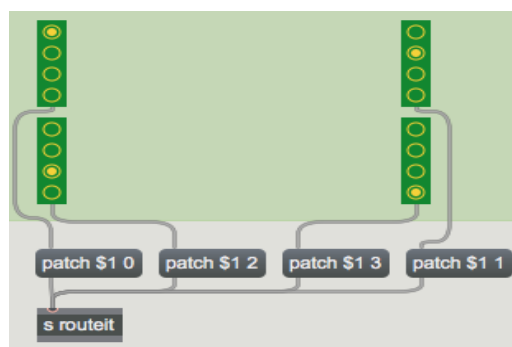 patch $1 0
patch $1 2
patch $1 3
patch $1 1
s routeit